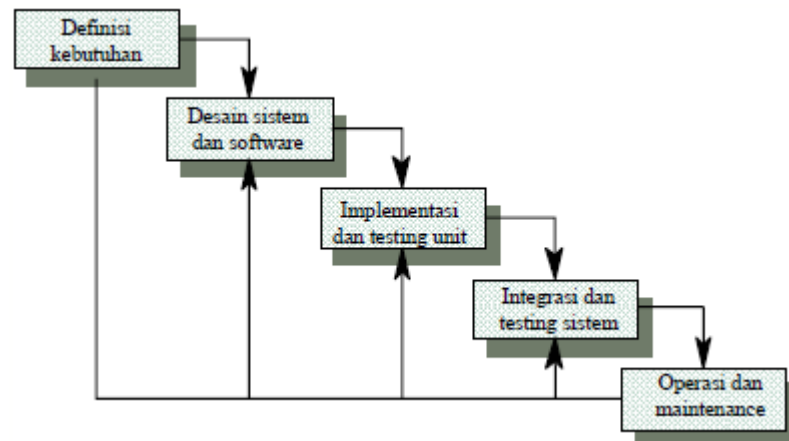 Definisi
kebutuhan
Desain sistem
dan software
Implementasi
dan testing unit
Integrasi dan
testing sistem
Operasi dan
maintenance